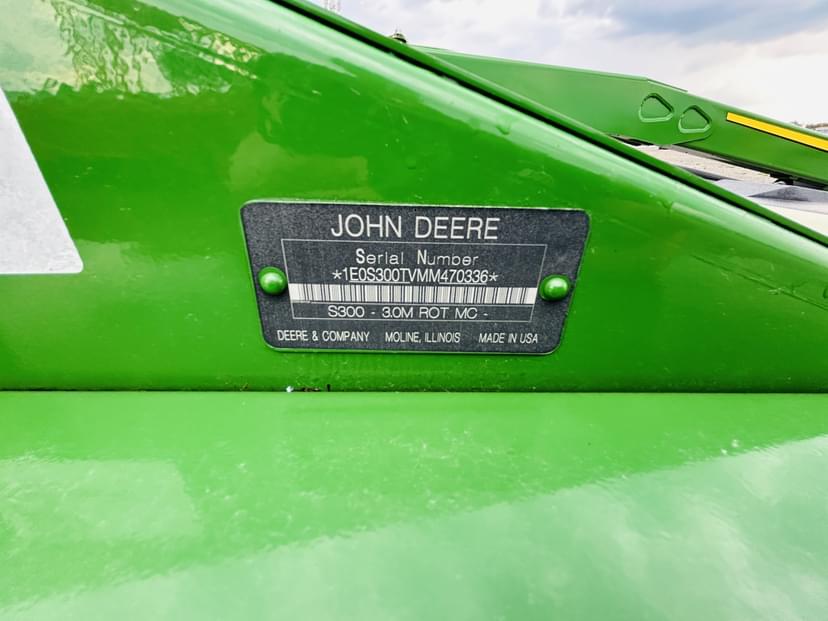 JOHN DEERE
Serial Number
*1E0S300TVMM470336*
S300 - 3.0M ROT MC -
DEERE & COMPANY MOLINE, ILLINOIS MADE IN USA